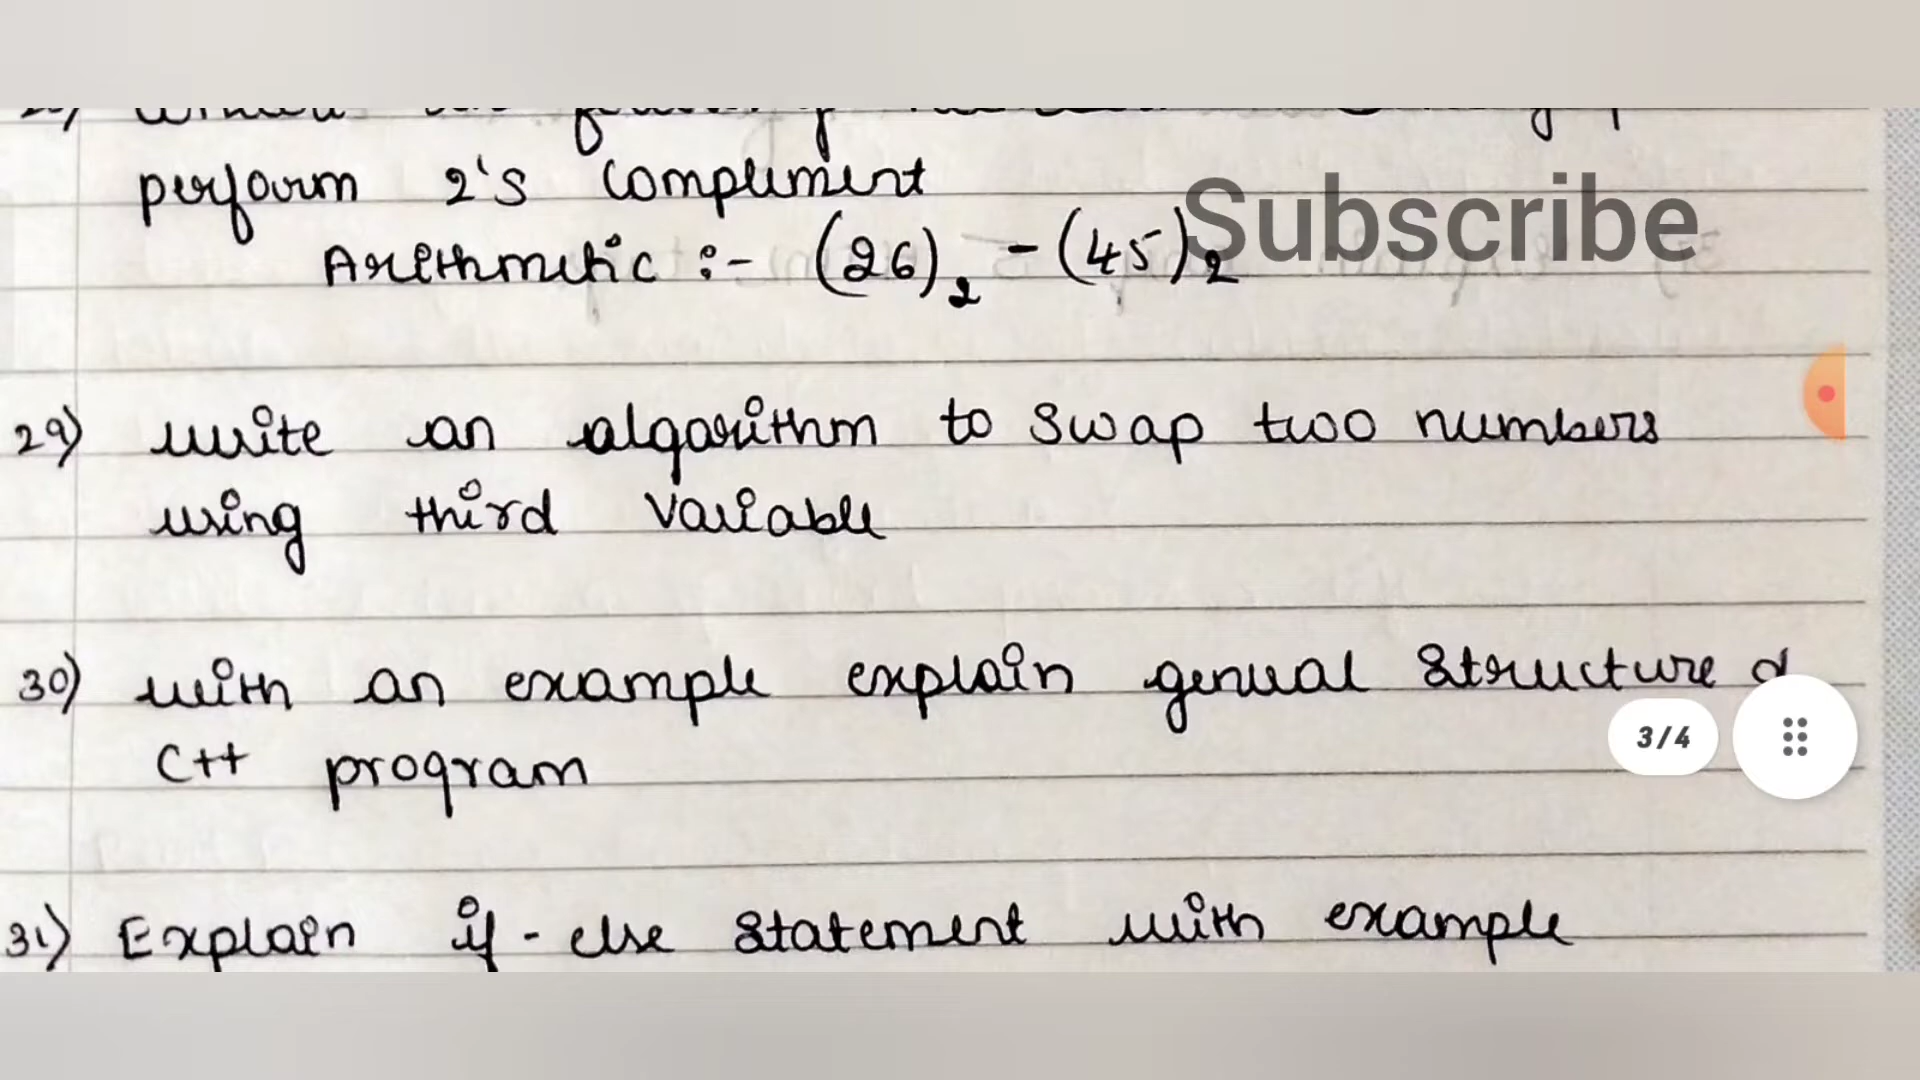 perform 2's compliment
Subscribe
Arithmetic :- (26)₂ - (45)₂
29) write an algorithm to swap two numbers
using third variable
30) with an example explain general structure of
3/4
C++ program
31) Explain if-else statement with example